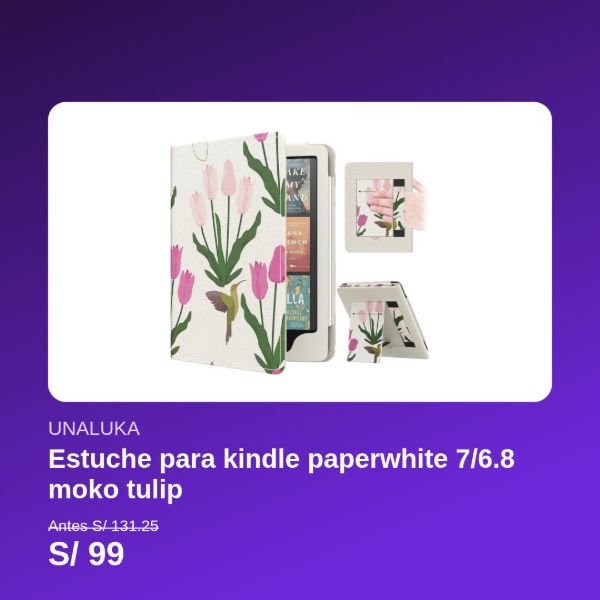 UNALUKA
Estuche para kindle paperwhite 7/6.8
moko tulip
Antes S/ 131.25
S/ 99